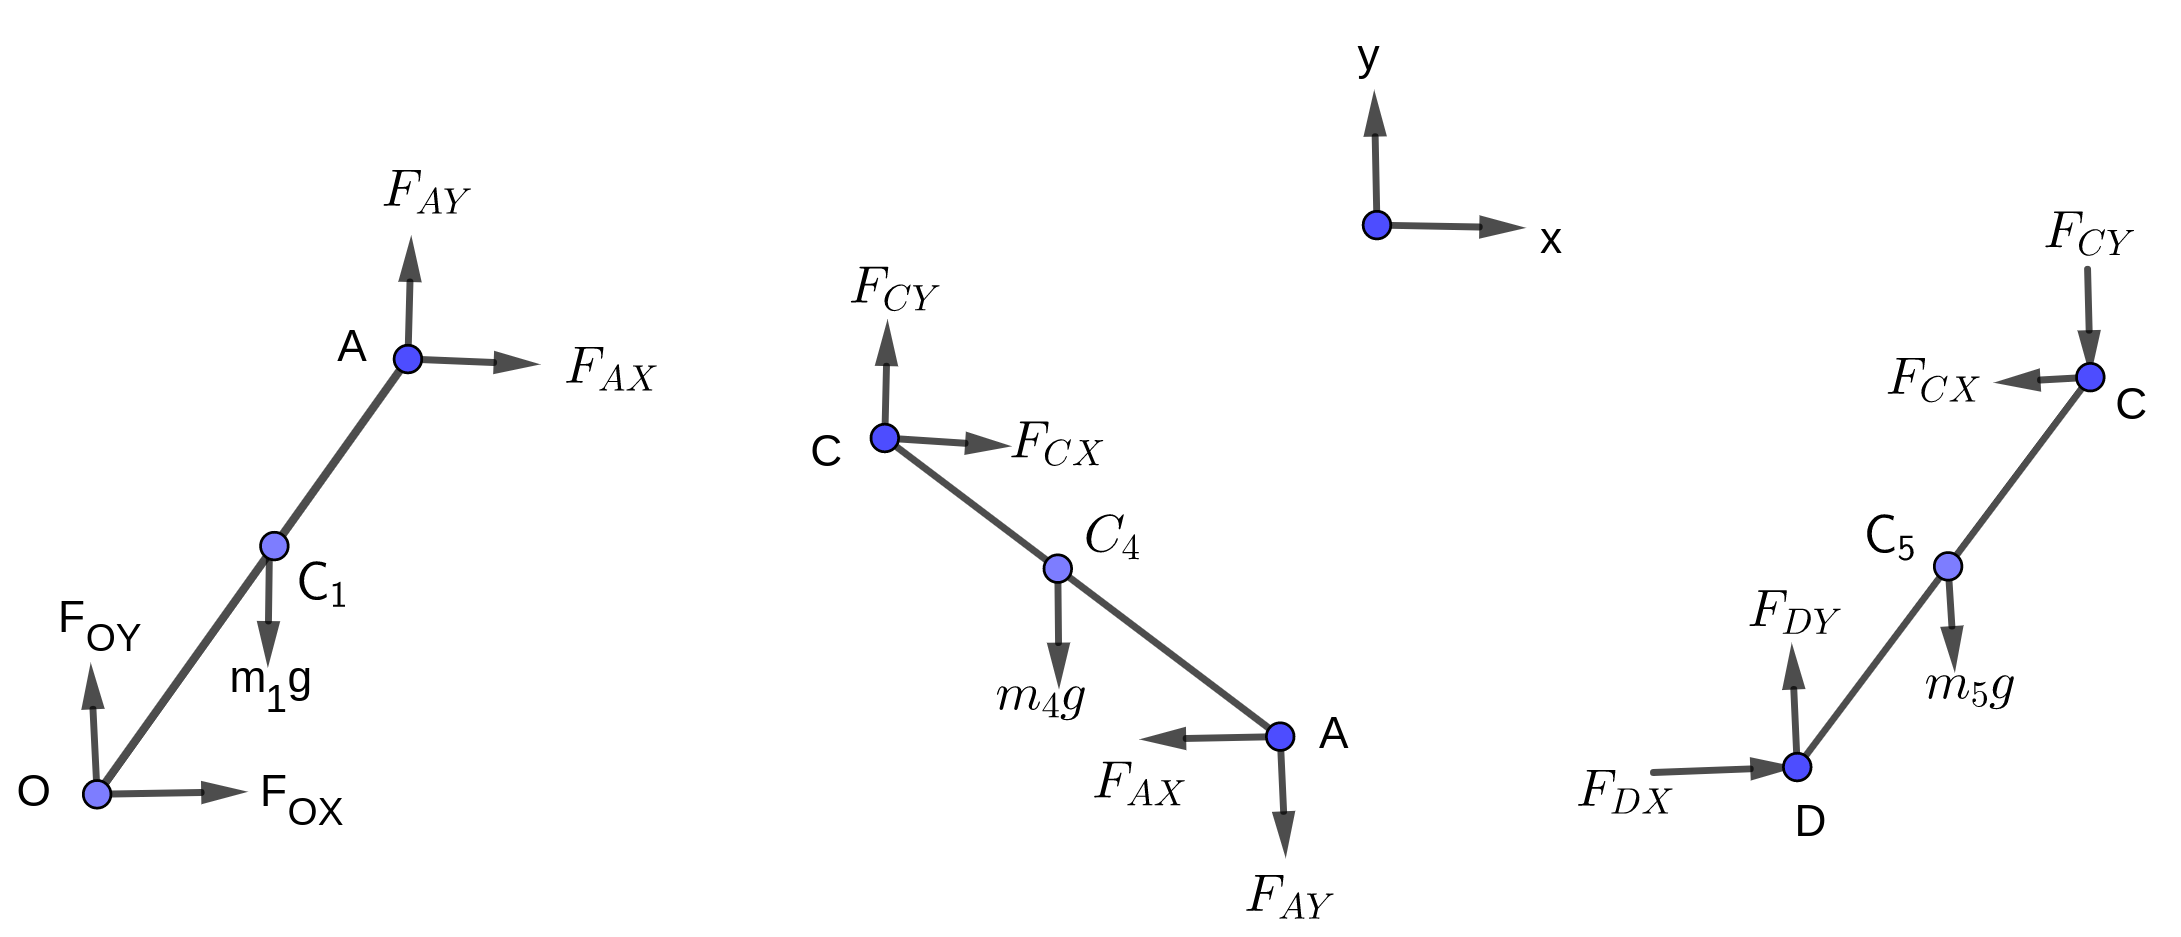 F_{AY}
A
F_{AX}
C_1
F_{OY}
m_1g
O
F_{OX}
y
x
F_{CY}
C
F_{CX}
C_4
m_4g
A
F_{AX}
F_{AY}
F_{CY}
F_{CX}
C
C_5
F_{DY}
m_5g
F_{DX}
D